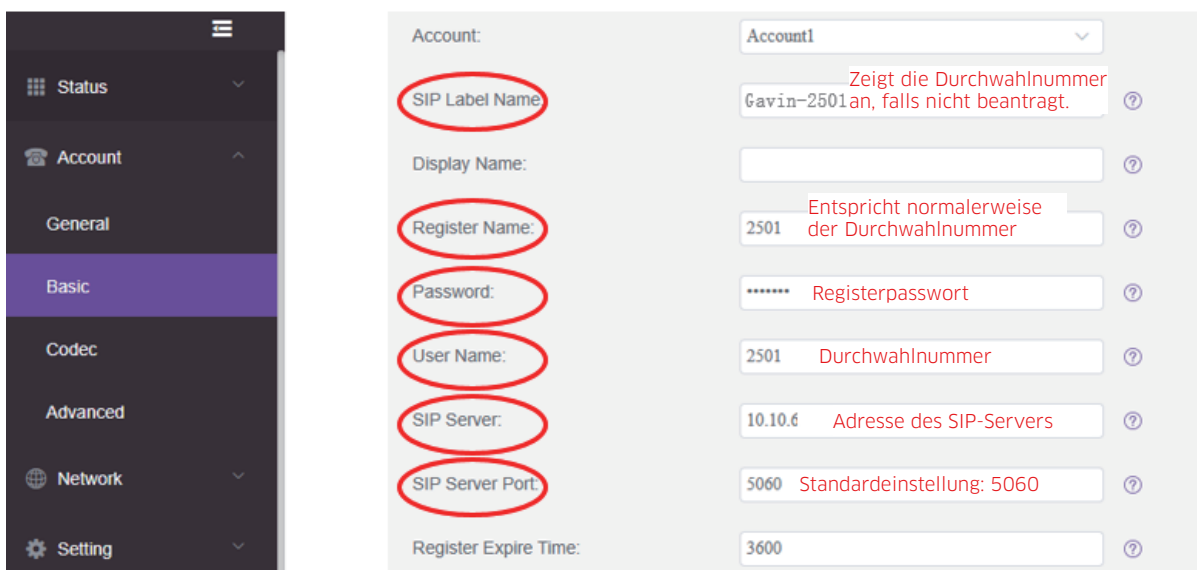 Status
Account
General
Basic
Codec
Advanced
Network
Setting
Account: Account1
SIP Label Name: Gavin-2501 Zeigt die Durchwahlnummer
an, falls nicht beantragt.
Display Name:
Register Name: 2501 Entspricht normalerweise
der Durchwahlnummer
Password: ••••••• Registerpasswort
User Name: 2501 Durchwahlnummer
SIP Server: 10.10.6 Adresse des SIP-Servers
SIP Server Port: 5060 Standardeinstellung: 5060
Register Expire Time: 3600